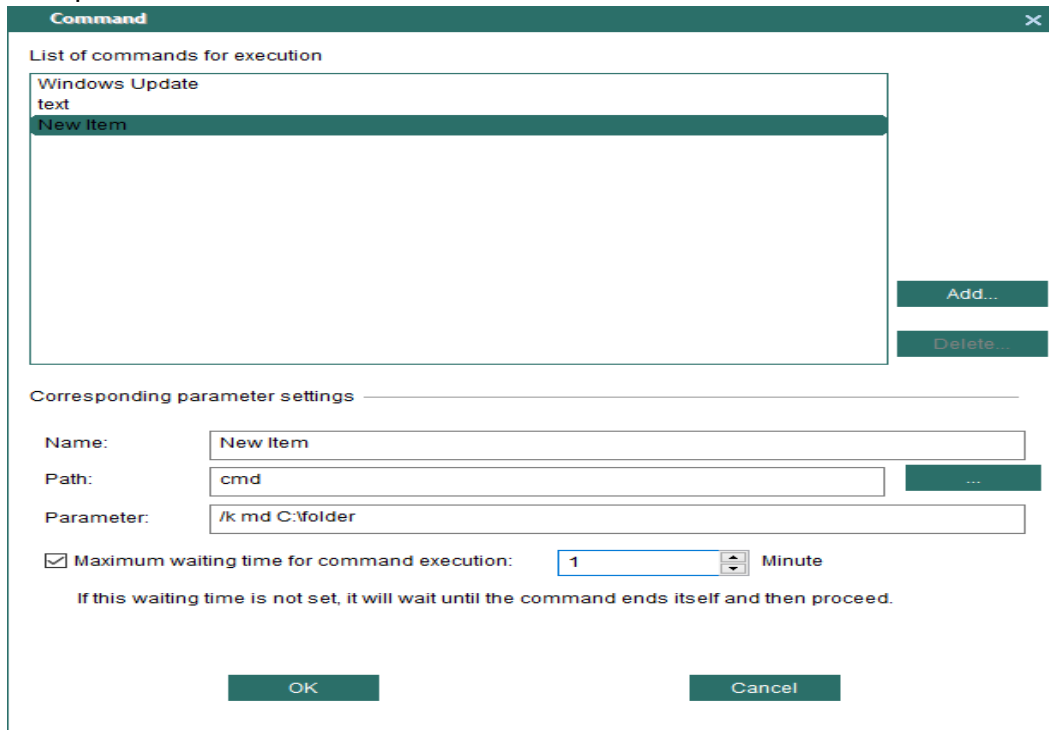 Command
List of commands for execution
Windows Update
text
New Item
Add...
Delete...
Corresponding parameter settings
Name: New Item
Path: cmd ...
Parameter: /k md C:\folder
Maximum waiting time for command execution: 1 Minute
If this waiting time is not set, it will wait until the command ends itself and then proceed.
OK Cancel